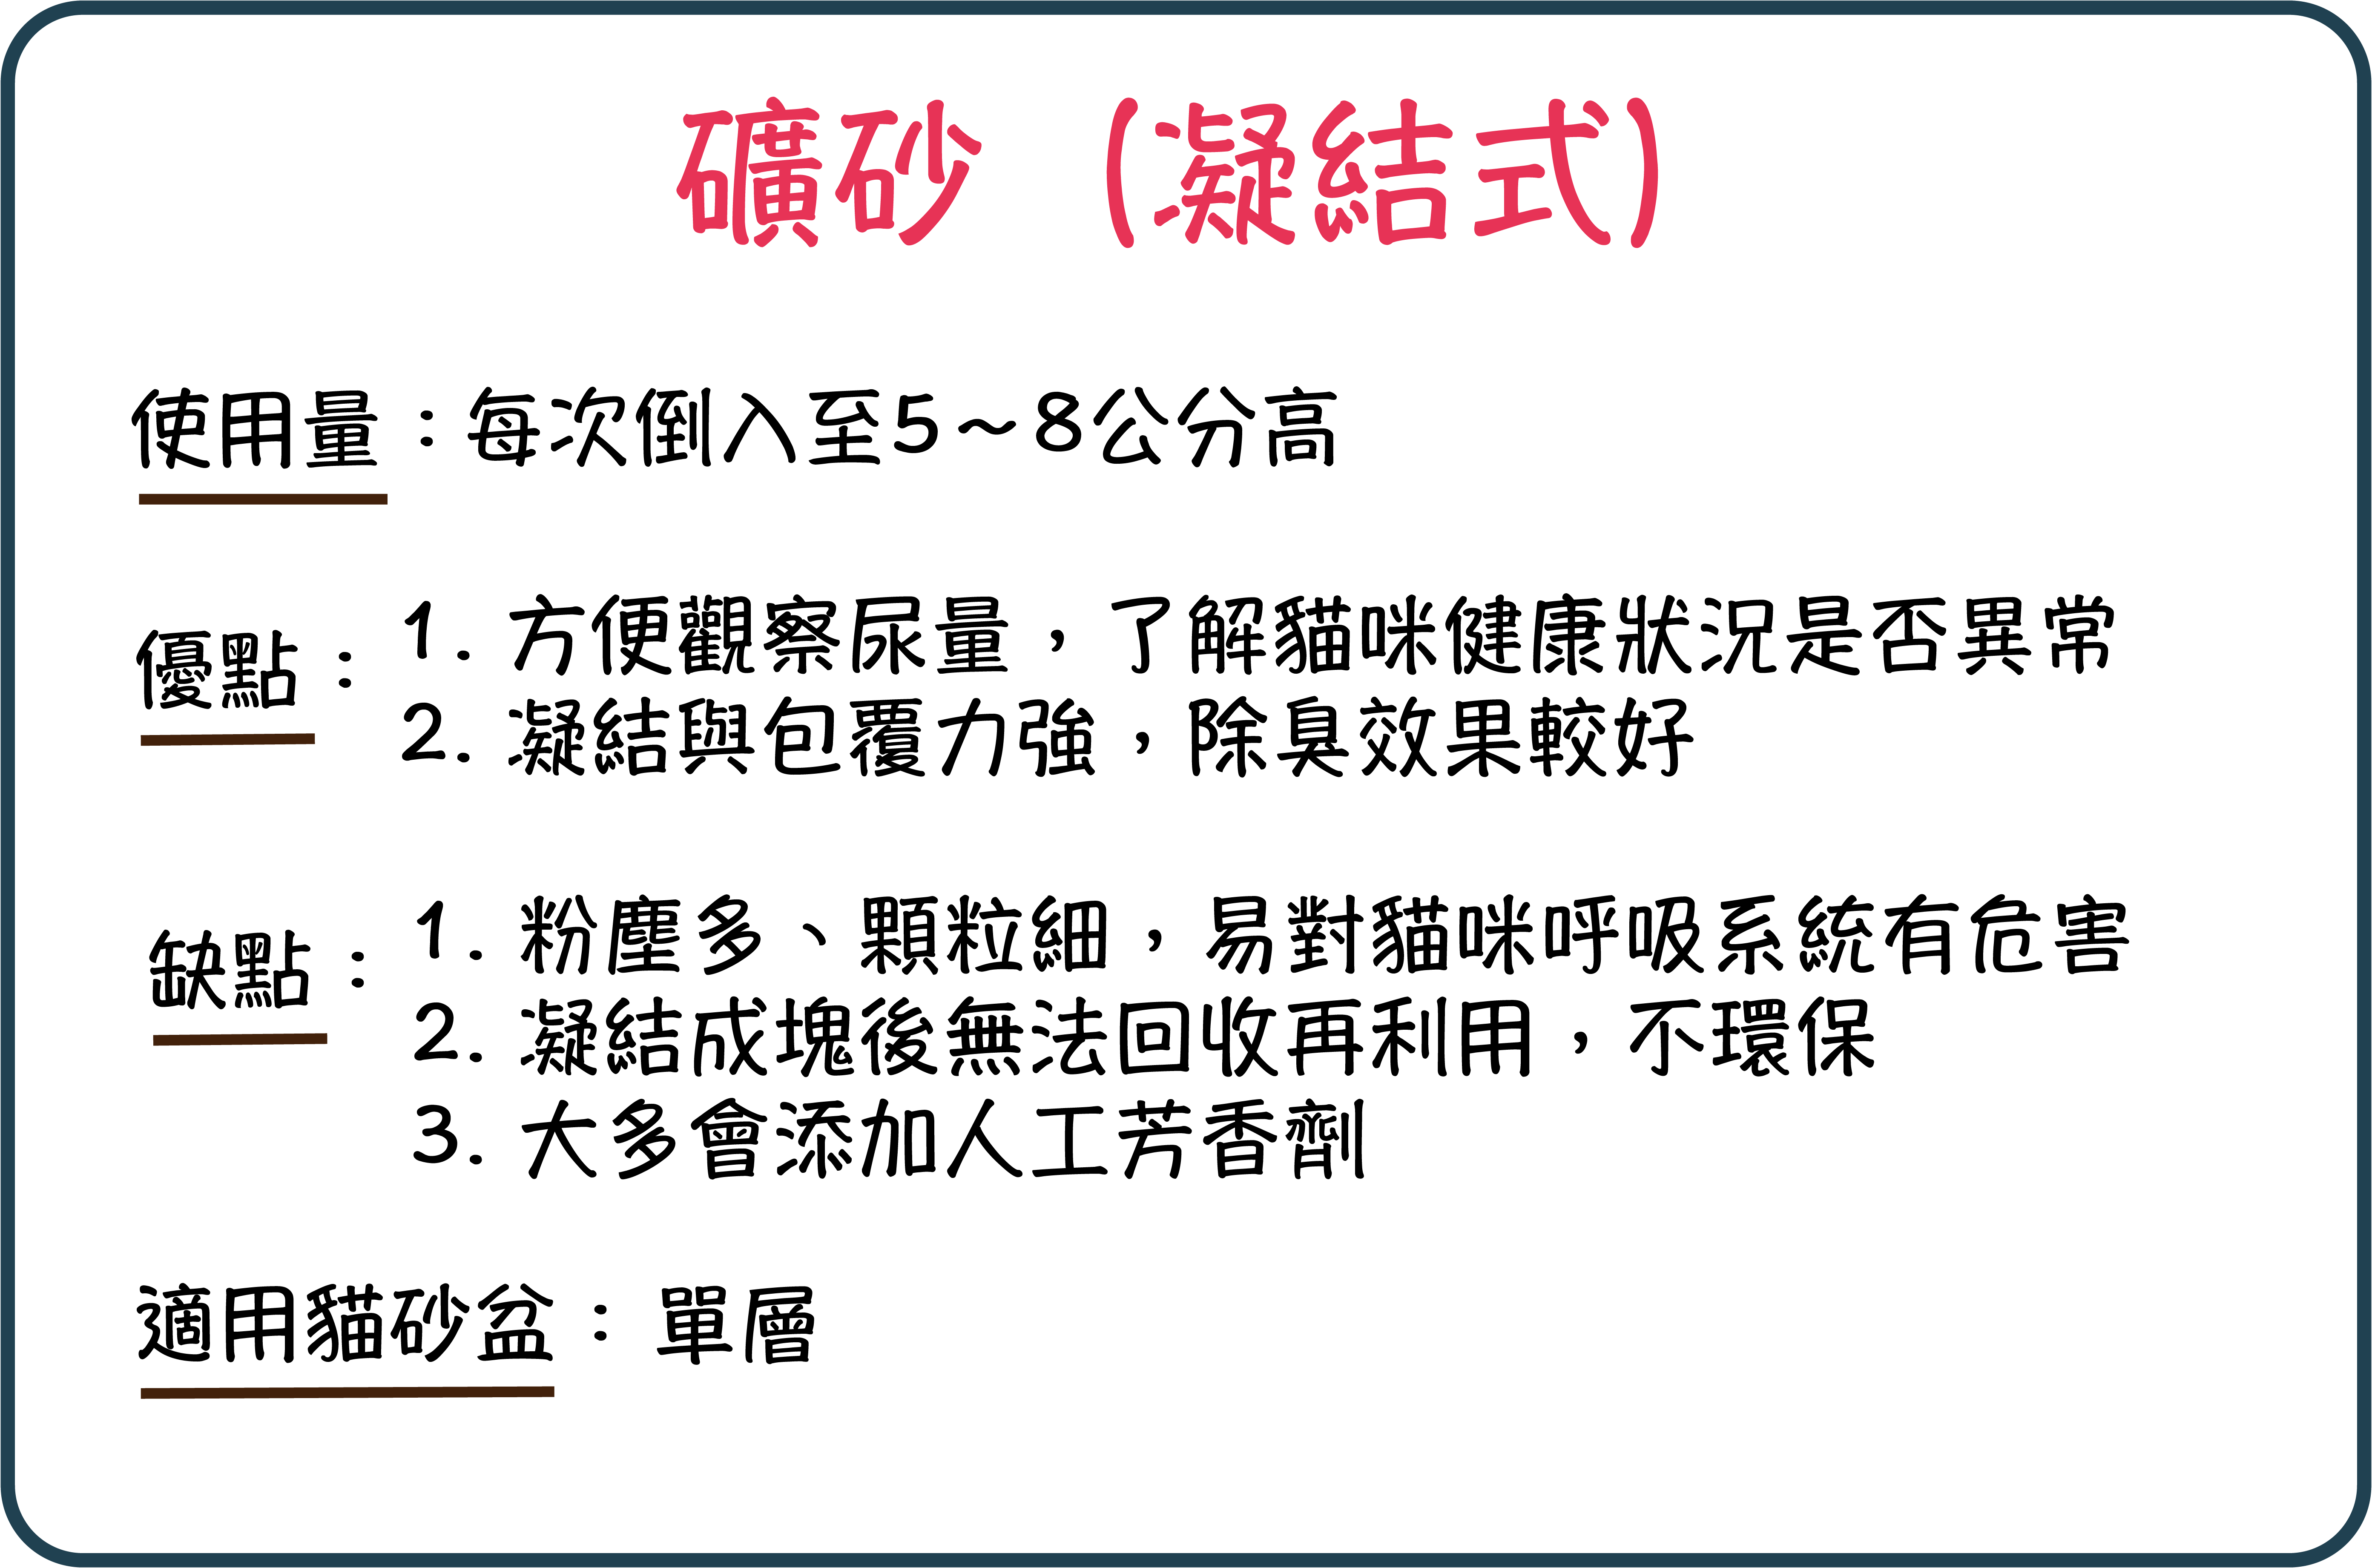 礦砂 (凝結式)
使用量：每次倒入至5~8公分高
優點：1. 方便觀察尿量，了解貓咪健康狀況是否異常
2. 凝結與包覆力強，除臭效果較好
缺點：1. 粉塵多、顆粒細，易對貓咪呼吸系統有危害
2. 凝結成塊後無法回收再利用，不環保
3. 大多會添加人工芳香劑
適用貓砂盆：單層